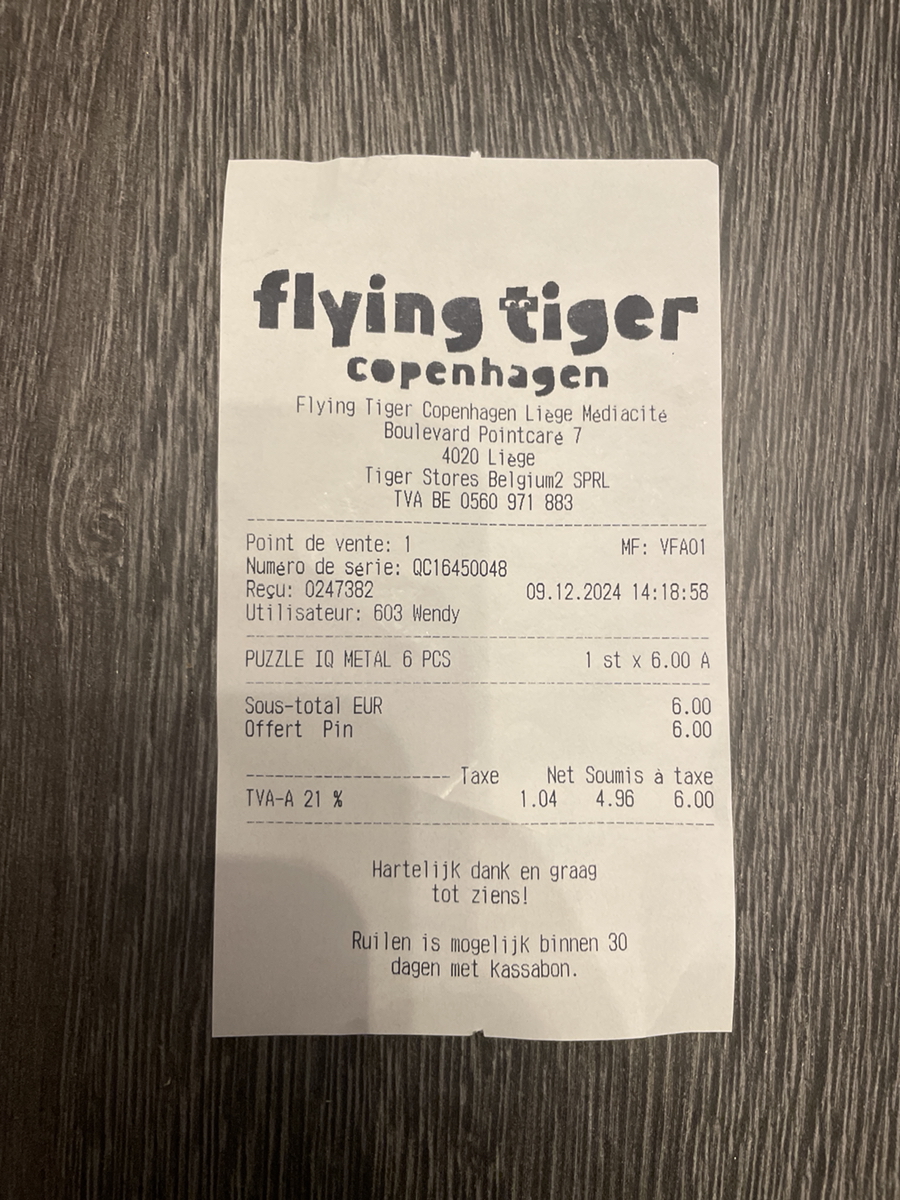 flying tiger
copenhagen
Flying Tiger Copenhagen Liège Médiacité
Boulevard Pointcaré 7
4020 Liège
Tiger Stores Belgium2 SPRL
TVA BE 0560 971 883
Point de vente: 1 MF: VFA01
Numéro de série: QC16450048
Reçu: 0247382 09.12.2024 14:18:58
Utilisateur: 603 Wendy
PUZZLE IQ METAL 6 PCS 1 st x 6.00 A
Sous-total EUR 6.00
Offert Pin 6.00
-------------------- Taxe Net Soumis à taxe
TVA-A 21 % 1.04 4.96 6.00
Hartelijk dank en graag
tot ziens!
Ruilen is mogelijk binnen 30
dagen met kassabon.